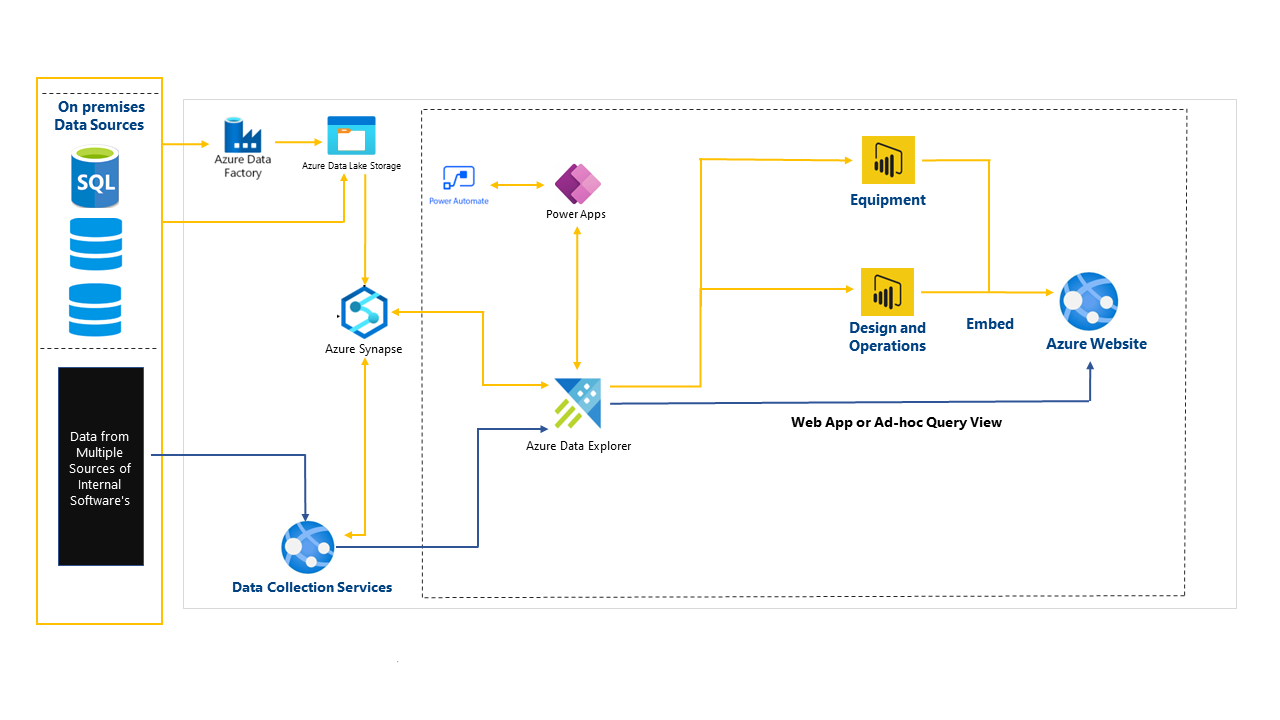 On premises
Data Sources
SQL
Data from
Multiple
Sources of
Internal
Software's
Azure Data
Factory
Azure Data Lake Storage
Azure Synapse
Data Collection Services
Power Automate
Power Apps
Azure Data Explorer
Equipment
Design and
Operations
Embed
Azure Website
Web App or Ad-hoc Query View